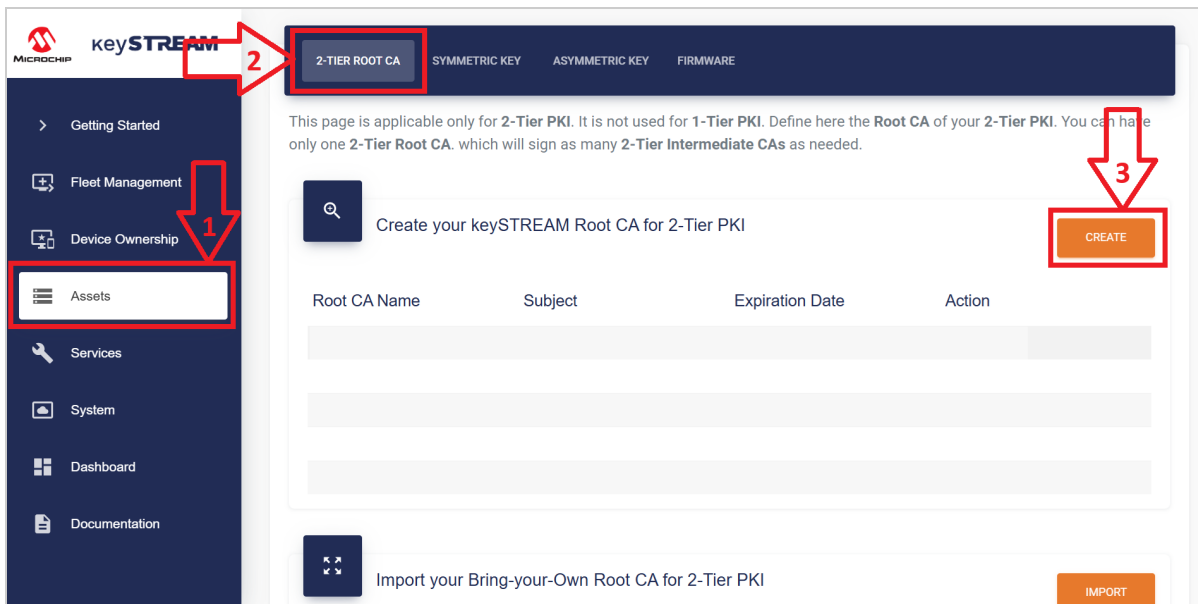 MICROCHIP
keySTREAM
2
2-TIER ROOT CA
SYMMETRIC KEY
ASYMMETRIC KEY
FIRMWARE
Getting Started
Fleet Management
1
Device Ownership
Assets
Services
System
Dashboard
Documentation
This page is applicable only for 2-Tier PKI. It is not used for 1-Tier PKI. Define here the Root CA of your 2-Tier PKI. You can have
only one 2-Tier Root CA. which will sign as many 2-Tier Intermediate CAs as needed.
3
Create your keySTREAM Root CA for 2-Tier PKI
CREATE
Root CA Name
Subject
Expiration Date
Action
Import your Bring-your-Own Root CA for 2-Tier PKI
IMPORT